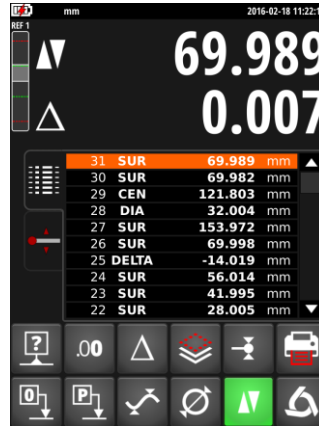 mm 2016-02-18 11:22:1
REF 1
69.989
0.007
31 SUR 69.989 mm
30 SUR 69.982 mm
29 CEN 121.803 mm
28 DIA 32.004 mm
27 SUR 153.972 mm
26 SUR 69.998 mm
25 DELTA -14.019 mm
24 SUR 56.014 mm
23 SUR 41.995 mm
22 SUR 28.005 mm
? .00
0 P